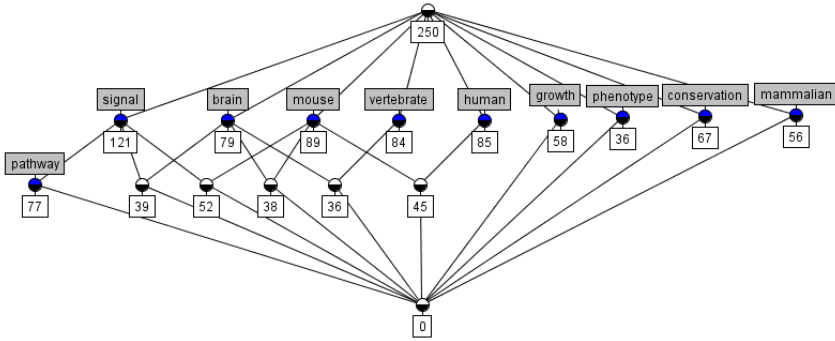 250
signal brain mouse vertebrate human growth phenotype conservation mammalian
121 79 89 84 85 58 36 67 56
pathway
77 39 52 38 36 45
0